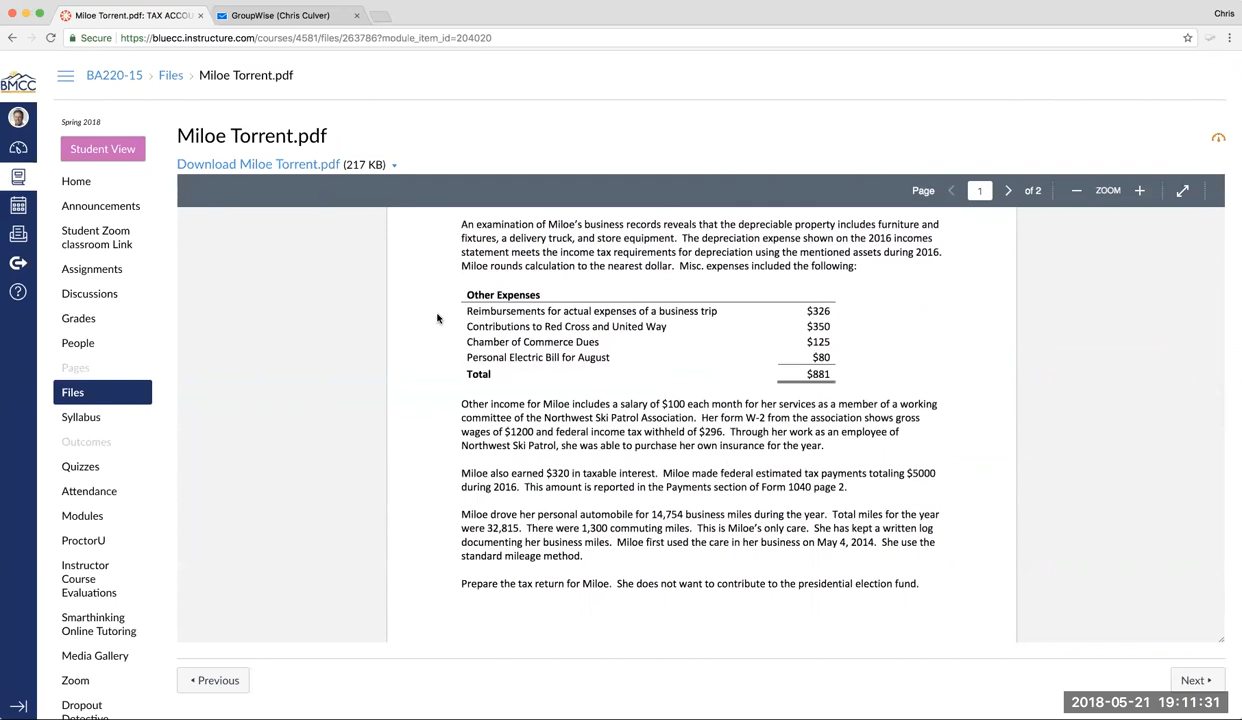 Miloe Torrent.pdf: TAX ACCOU
GroupWise (Chris Culver)
Chris
Secure
https://bluecc.instructure.com/courses/4581/files/263786?module_item_id=204020
BMCC
BA220-15 › Files › Miloe Torrent.pdf
Spring 2018
Student View
Home
Announcements
Student Zoom
classroom Link
Assignments
Discussions
Grades
People
Pages
Files
Syllabus
Outcomes
Quizzes
Attendance
Modules
ProctorU
Instructor
Course
Evaluations
Smarthinking
Online Tutoring
Media Gallery
Zoom
Dropout
Detective
Miloe Torrent.pdf
Download Miloe Torrent.pdf (217 KB)
Page 1 of 2 ZOOM
An examination of Miloe's business records reveals that the depreciable property includes furniture and
fixtures, a delivery truck, and store equipment. The depreciation expense shown on the 2016 incomes
statement meets the income tax requirements for depreciation using the mentioned assets during 2016.
Miloe rounds calculation to the nearest dollar. Misc. expenses included the following:
Other Expenses
Reimbursements for actual expenses of a business trip $326
Contributions to Red Cross and United Way $350
Chamber of Commerce Dues $125
Personal Electric Bill for August $80
Total $881
Other income for Miloe includes a salary of $100 each month for her services as a member of a working
committee of the Northwest Ski Patrol Association. Her form W-2 from the association shows gross
wages of $1200 and federal income tax withheld of $296. Through her work as an employee of
Northwest Ski Patrol, she was able to purchase her own insurance for the year.
Miloe also earned $320 in taxable interest. Miloe made federal estimated tax payments totaling $5000
during 2016. This amount is reported in the Payments section of Form 1040 page 2.
Miloe drove her personal automobile for 14,754 business miles during the year. Total miles for the year
were 32,815. There were 1,300 commuting miles. This is Miloe's only care. She has kept a written log
documenting her business miles. Miloe first used the care in her business on May 4, 2014. She use the
standard mileage method.
Prepare the tax return for Miloe. She does not want to contribute to the presidential election fund.
Previous
Next
2018-05-21 19:11:31